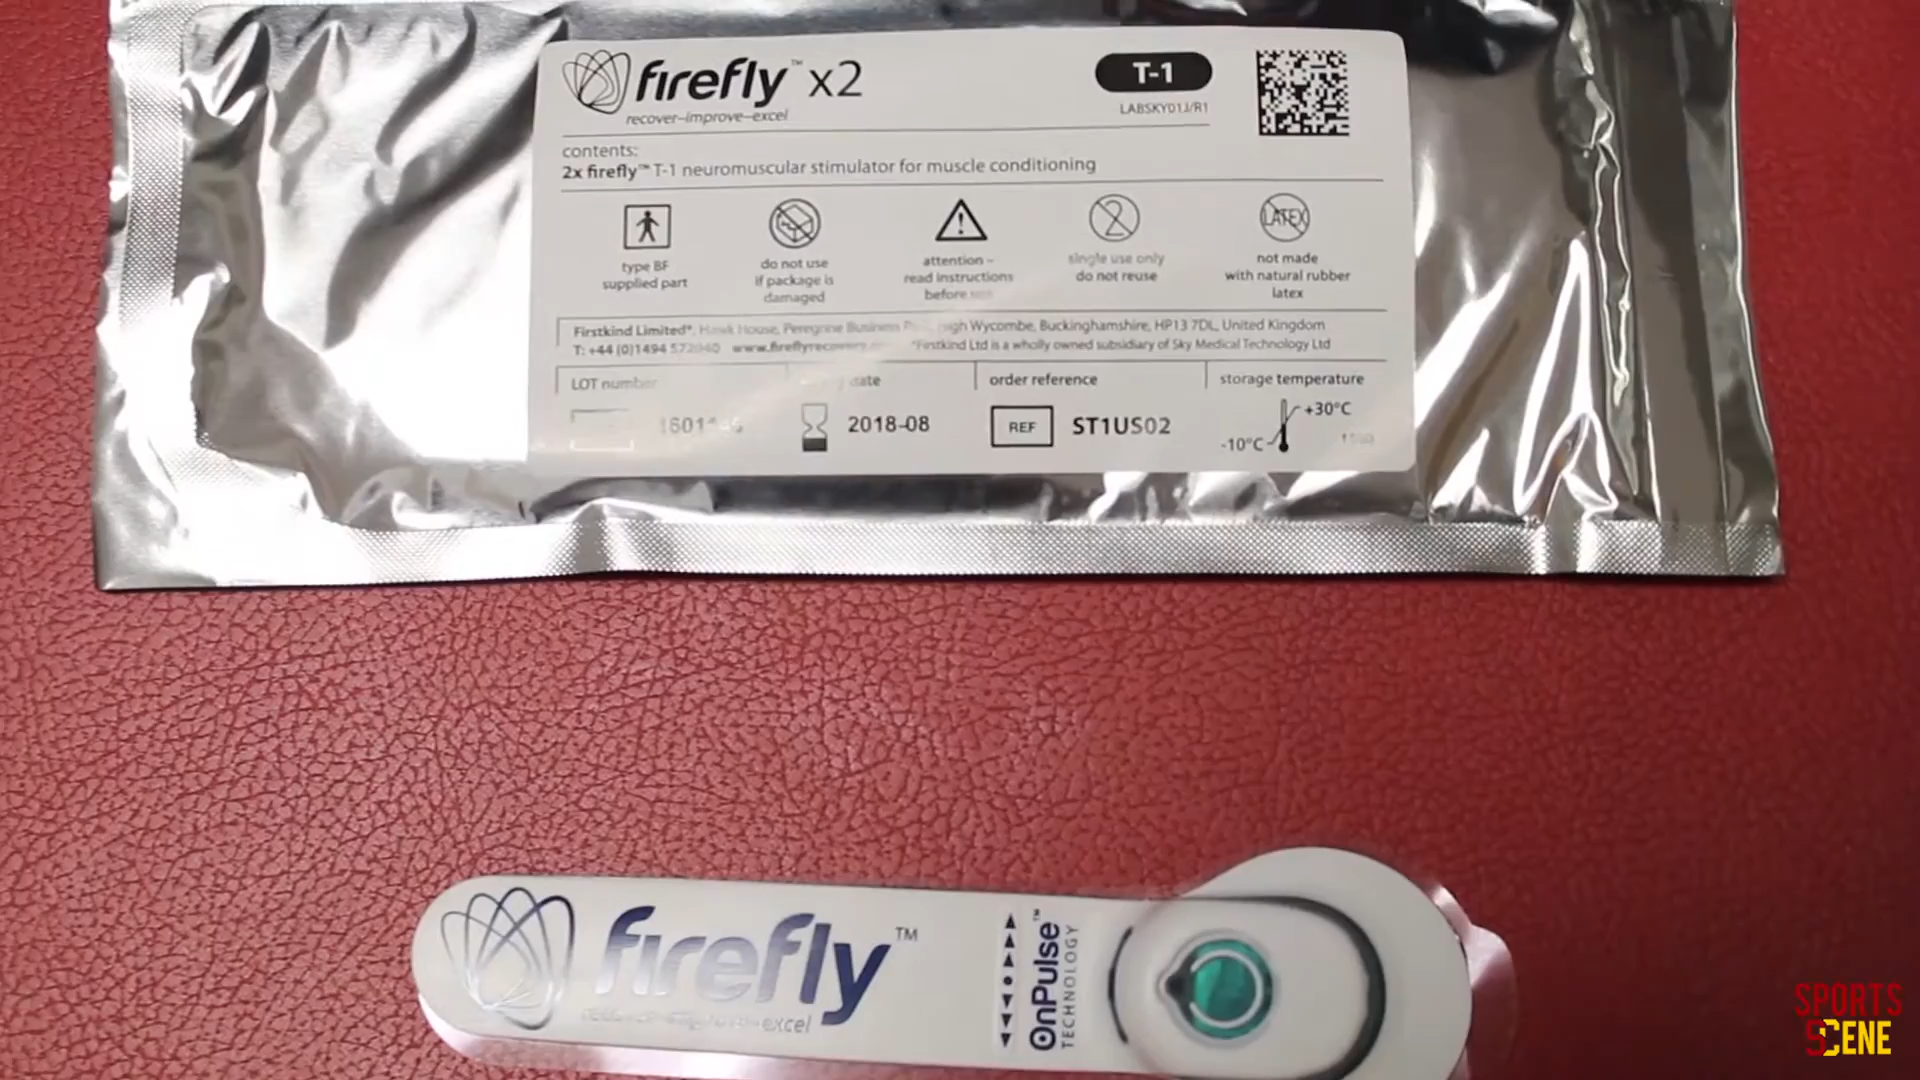 firefly™ x2
recover–improve–excel
T-1
LABSKY01J/R1
contents:
2x firefly™ T-1 neuromuscular stimulator for muscle conditioning
type BF
supplied part
do not use
if package is
damaged
attention –
read instructions
before
2
single use only
do not reuse
LATEX
not made
with natural rubber
latex
Firstkind Limited*, Hawk House, Peregrine Business High Wycombe, Buckinghamshire, HP13 7DL, United Kingdom
T: +44 (0)1494 *Firstkind Ltd is a wholly owned subsidiary of Sky Medical Technology Ltd
LOT number
date
2018-08
order reference
REF ST1US02
storage temperature
+30°C
-10°C
firefly™
excel
OnPulse™
TECHNOLOGY
SPORTS
SCENE